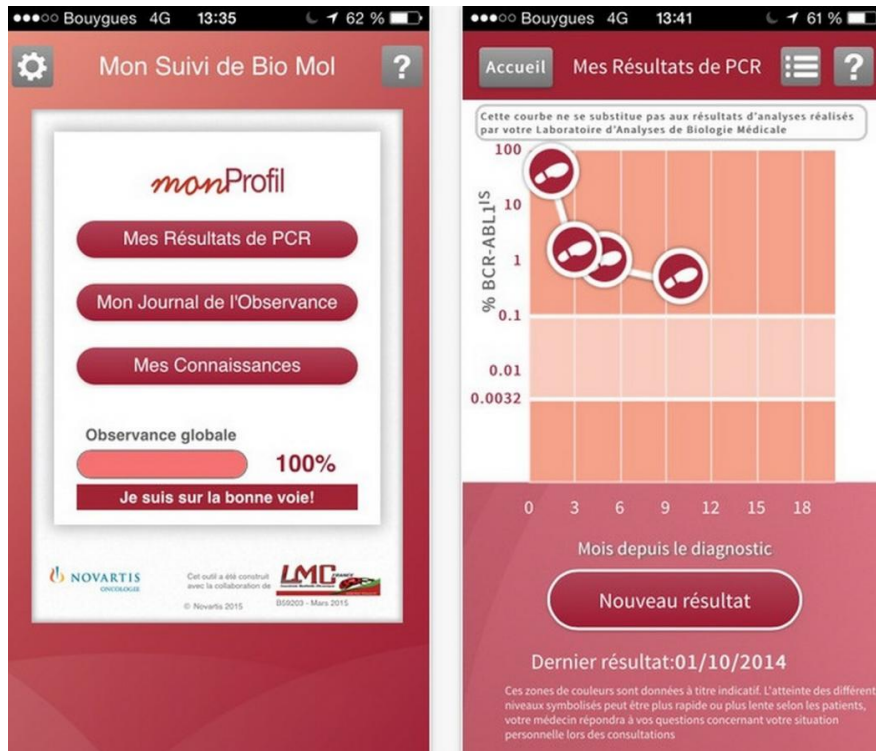 Bouygues 4G 13:35 62 %
Mon Suivi de Bio Mol ?
monProfil
Mes Résultats de PCR
Mon Journal de l'Observance
Mes Connaissances
Observance globale
100%
Je suis sur la bonne voie!
NOVARTIS
ONCOLOGIE
Cet outil a été construit
avec la collaboration de
© Novartis 2015
LMC FRANCE
B59203 - Mars 2015
Bouygues 4G 13:41 61 %
Accueil Mes Résultats de PCR ?
Cette courbe ne se substitue pas aux résultats d'analyses réalisés
par votre Laboratoire d'Analyses de Biologie Médicale
% BCR-ABL1IS
100
10
1
0.1
0.01
0.0032
0 3 6 9 12 15 18
Mois depuis le diagnostic
Nouveau résultat
Dernier résultat:01/10/2014
Ces zones de couleurs sont données à titre indicatif. L'atteinte des différent
niveaux symbolisés peut être plus rapide ou plus lente selon les patients,
votre médecin répondra à vos questions concernant votre situation
personnelle lors des consultations